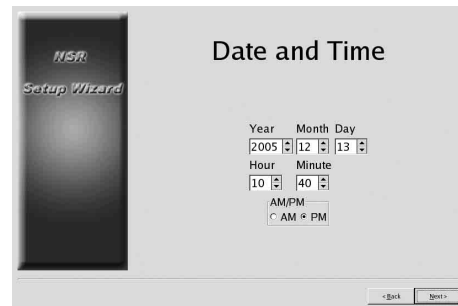 NSR
Setup Wizard
Date and Time
Year Month Day
2005 12 13
Hour Minute
10 40
AM/PM
AM PM
< Back Next >